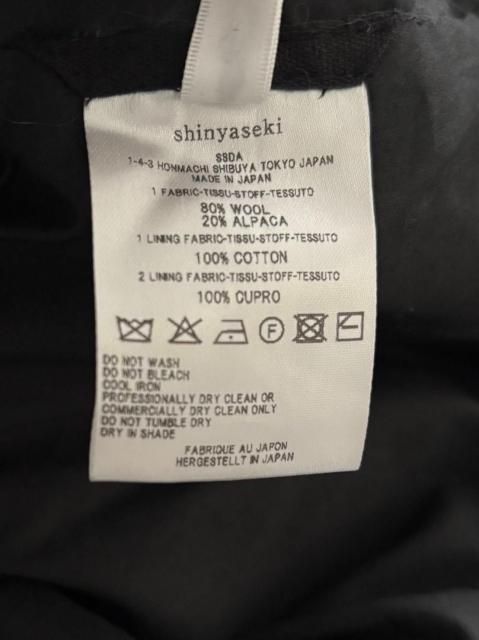 shinyaseki
SSDA
1-4-3 HONMACHI SHIBUYA TOKYO JAPAN
MADE IN JAPAN
1 FABRIC-TISSU-STOFF-TESSUTO
80% WOOL
20% ALPACA
1 LINING FABRIC-TISSU-STOFF-TESSUTO
100% COTTON
2 LINING FABRIC-TISSU-STOFF-TESSUTO
100% CUPRO
F
DO NOT WASH
DO NOT BLEACH
COOL IRON
PROFESSIONALLY DRY CLEAN OR
COMMERCIALLY DRY CLEAN ONLY
DO NOT TUMBLE DRY
DRY IN SHADE
FABRIQUE AU JAPON
HERGESTELLT IN JAPAN